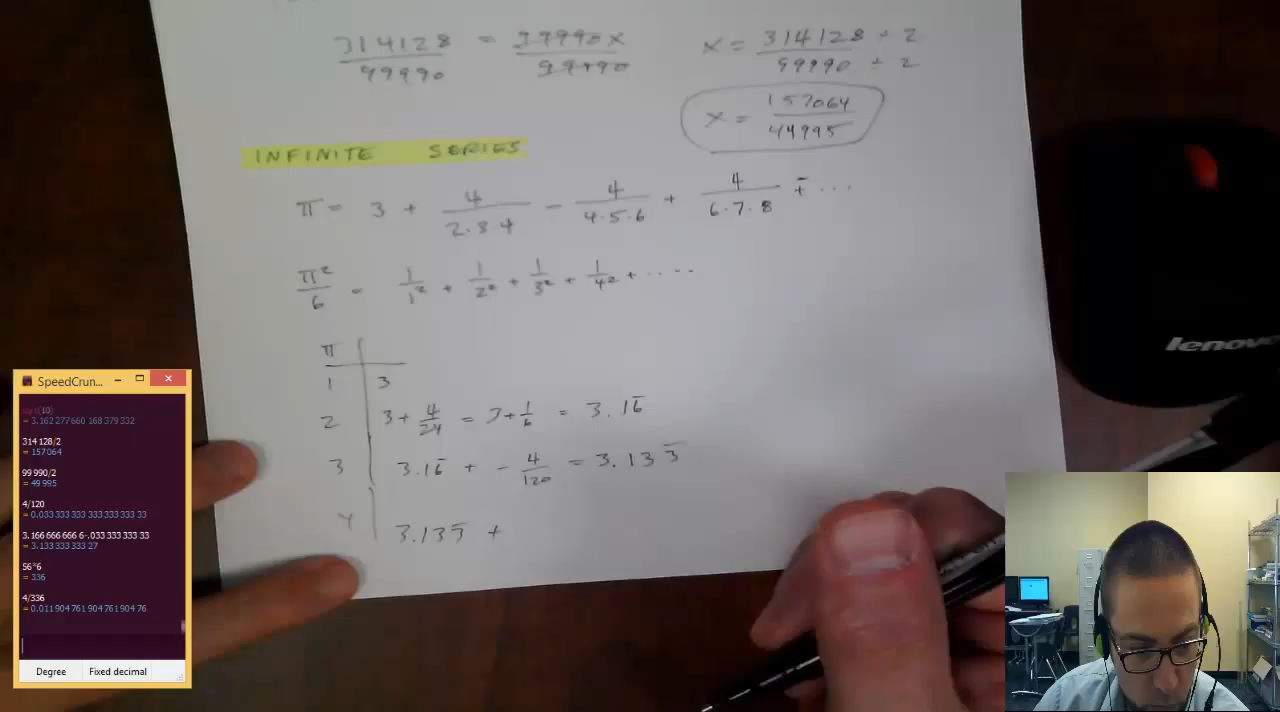 314128 / 99990 = 99990x / 99990 x = 314128 ÷ 2 / 99990 ÷ 2
x = 157064 / 44995
INFINITE SERIES
π = 3 + 4/2·3·4 - 4/4·5·6 + 4/6·7·8 ∓ ...
π²/6 = 1/1² + 1/2² + 1/3² + 1/4² + .....
π
1 3
2 3 + 4/24 = 3 + 1/6 = 3.16̅
3 3.16̅ + - 4/120 = 3.133̅
4 3.133̅ +
lenovo
SpeedCrun...
= 3.162 277 660 168 379 332
314 128/2
= 157 064
99 990/2
= 49 995
4/120
= 0.033 333 333 333 333 333 33
3.166 666 666 6-.033 333 333 33
= 3.133 333 333 27
56*6
= 336
4/336
= 0.011 904 761 904 761 904 76
Degree Fixed decimal